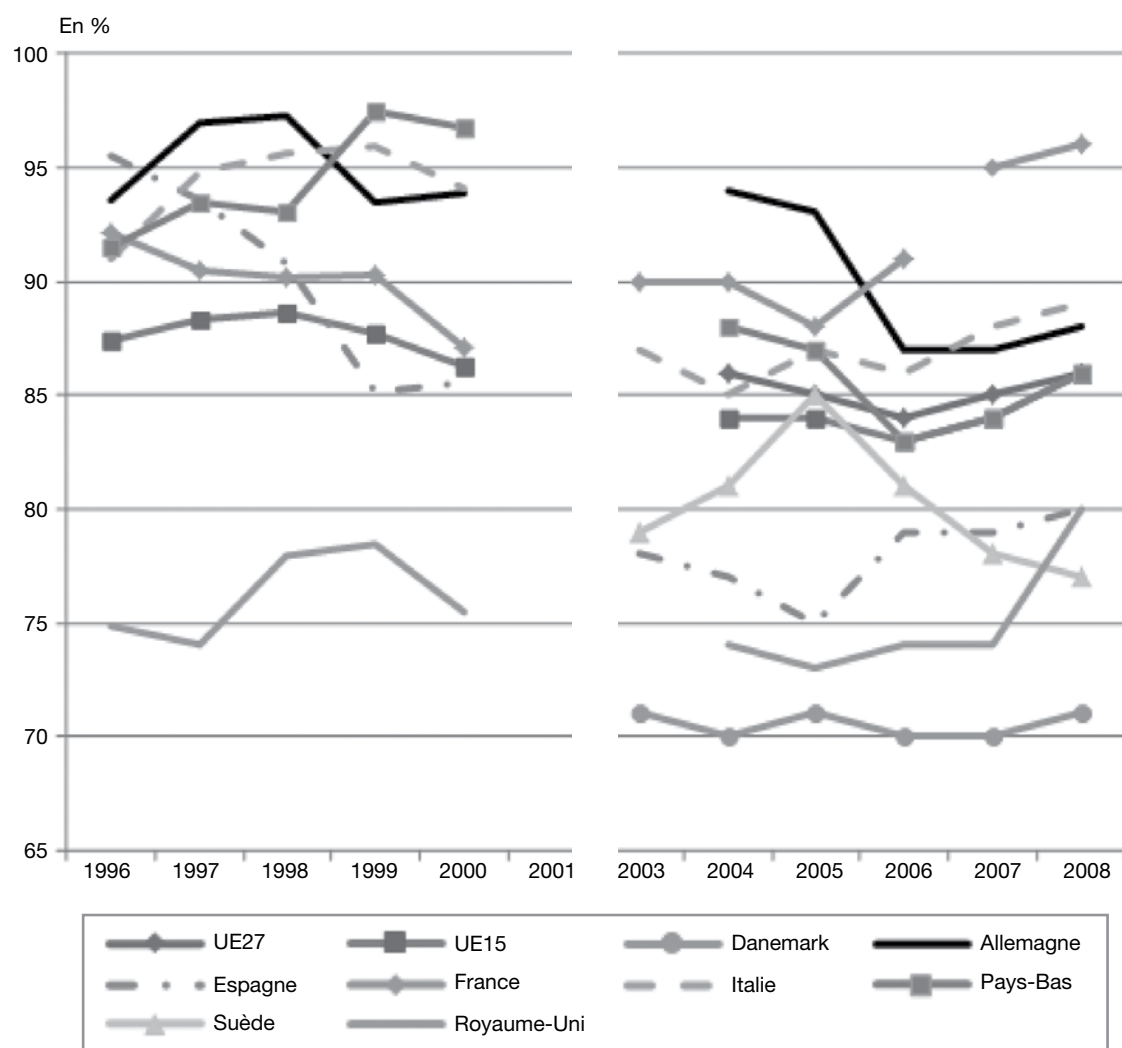 En %
100
95
90
85
80
75
70
65
1996 1997 1998 1999 2000 2001 2003 2004 2005 2006 2007 2008
UE27 UE15 Danemark Allemagne
Espagne France Italie Pays-Bas
Suède Royaume-Uni